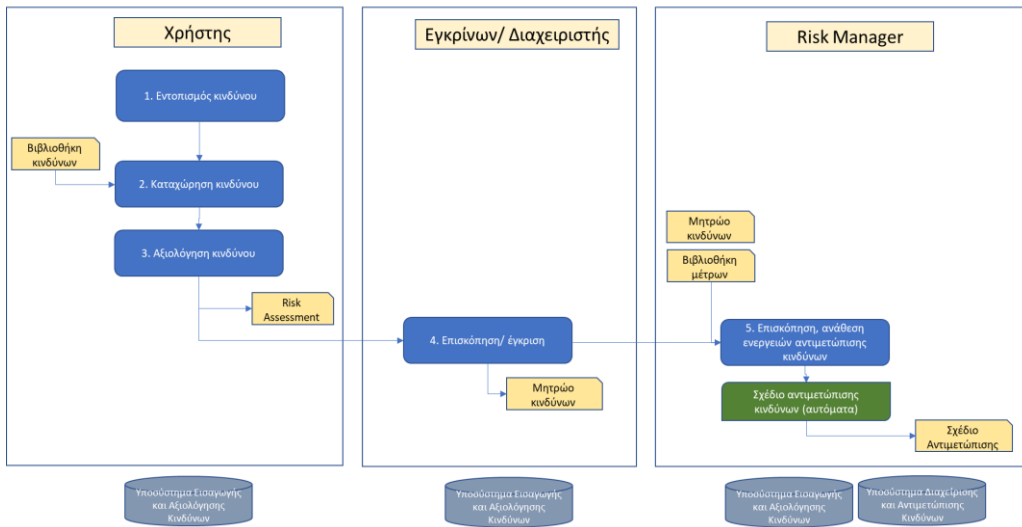 Χρήστης
1. Εντοπισμός κινδύνου
Βιβλιοθήκη
κινδύνων
2. Καταχώρηση κινδύνου
3. Αξιολόγηση κινδύνου
Risk
Assessment
Υποσύστημα Εισαγωγής
και Αξιολόγησης
Κινδύνων
Εγκρίνων/ Διαχειριστής
4. Επισκόπηση/ έγκριση
Μητρώο
κινδύνων
Υποσύστημα Εισαγωγής
και Αξιολόγησης
Κινδύνων
Risk Manager
Μητρώο
κινδύνων
Βιβλιοθήκη
μέτρων
5. Επισκόπηση, ανάθεση
ενεργειών αντιμετώπισης
κινδύνων
Σχέδιο αντιμετώπισης
κινδύνων (αυτόματα)
Σχέδιο
Αντιμετώπισης
Υποσύστημα Εισαγωγής
και Αξιολόγησης
Κινδύνων
Υποσύστημα Διαχείρισης
και Αντιμετώπισης
Κινδύνων